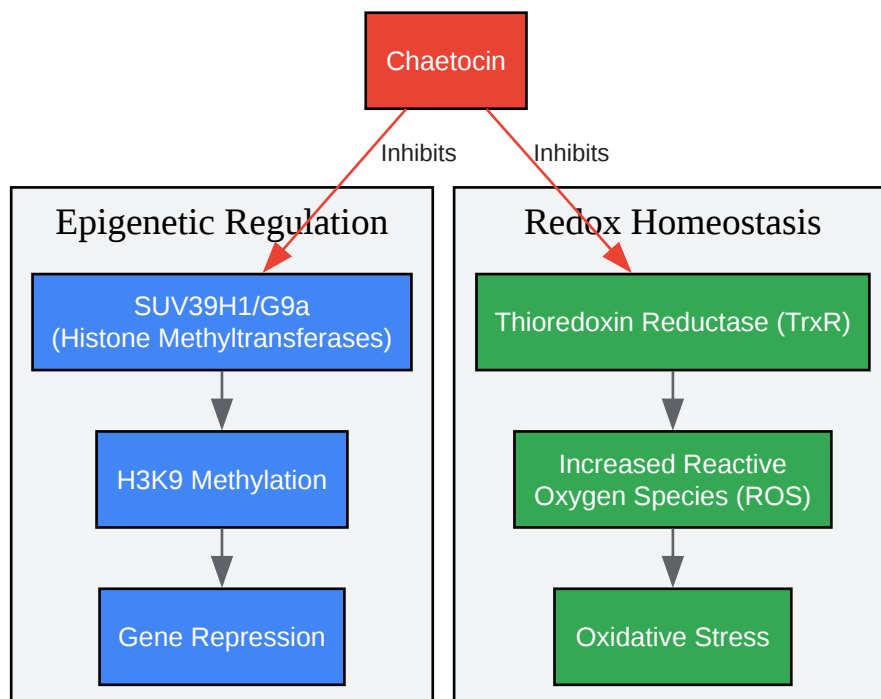 Chaetocin
Inhibits
Inhibits
Epigenetic Regulation
SUV39H1/G9a
(Histone Methyltransferases)
H3K9 Methylation
Gene Repression
Redox Homeostasis
Thioredoxin Reductase (TrxR)
Increased Reactive
Oxygen Species (ROS)
Oxidative Stress